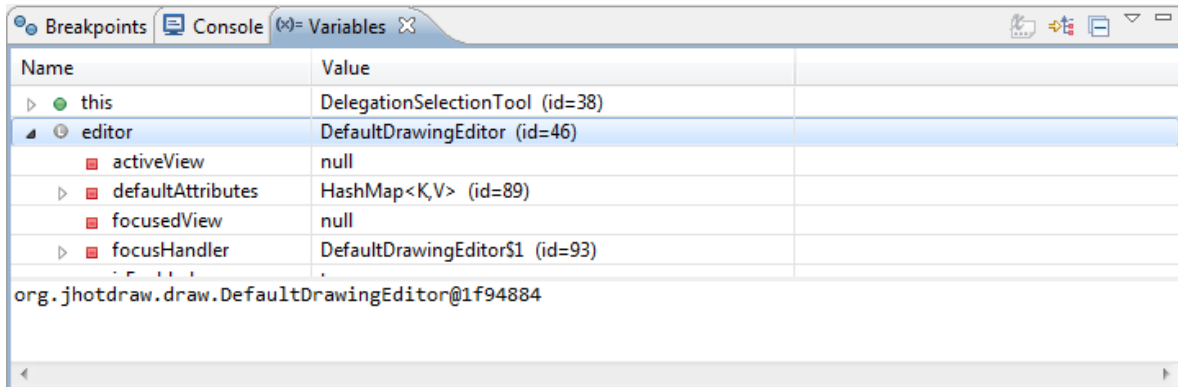 Breakpoints Console (x)= Variables
Name Value
this DelegationSelectionTool (id=38)
editor DefaultDrawingEditor (id=46)
activeView null
defaultAttributes HashMap<K,V> (id=89)
focusedView null
focusHandler DefaultDrawingEditor$1 (id=93)
org.jhotdraw.draw.DefaultDrawingEditor@1f94884